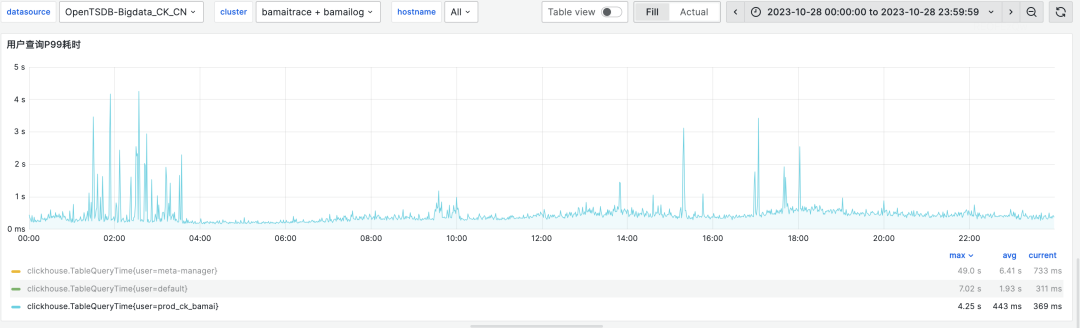 datasource OpenTSDB-Bigdata_CK_CN cluster bamaitrace + bamailog hostname All Table view Fill Actual 2023-10-28 00:00:00 to 2023-10-28 23:59:59
用户查询P99耗时
5 s
4 s
3 s
2 s
1 s
0 ms
00:00 02:00 04:00 06:00 08:00 10:00 12:00 14:00 16:00 18:00 20:00 22:00
max avg current
clickhouse.TableQueryTime{user=meta-manager} 49.0 s 6.41 s 733 ms
clickhouse.TableQueryTime{user=default} 7.02 s 1.93 s 311 ms
clickhouse.TableQueryTime{user=prod_ck_bamai} 4.25 s 443 ms 369 ms